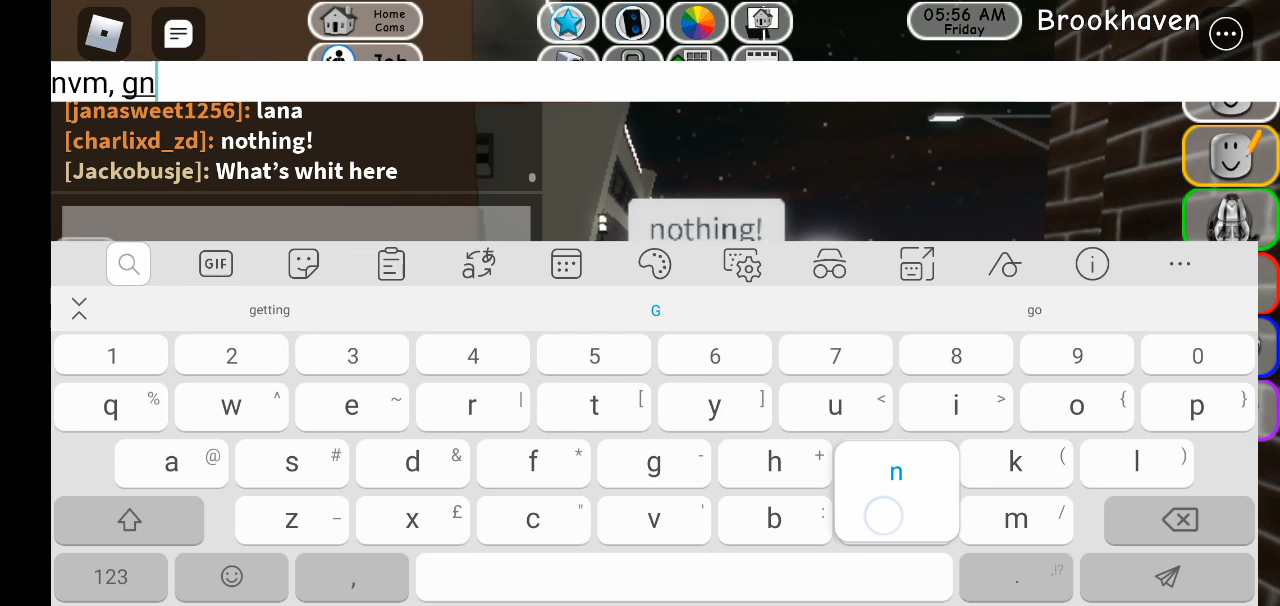 Home
Cams
05:56 AM
Friday
Brookhaven
nvm, gn
[janasweet1256]: lana
[charlixd_zd]: nothing!
[Jackobusje]: What's whit here
nothing!
GIF
getting
G
go
1 2 3 4 5 6 7 8 9 0
q % w ^ e ~ r | t [ y ] u < i > o { p }
a @ s # d & f * g - h + n k ( l )
z _ x £ c " v ' b : m /
123 , . ,!?